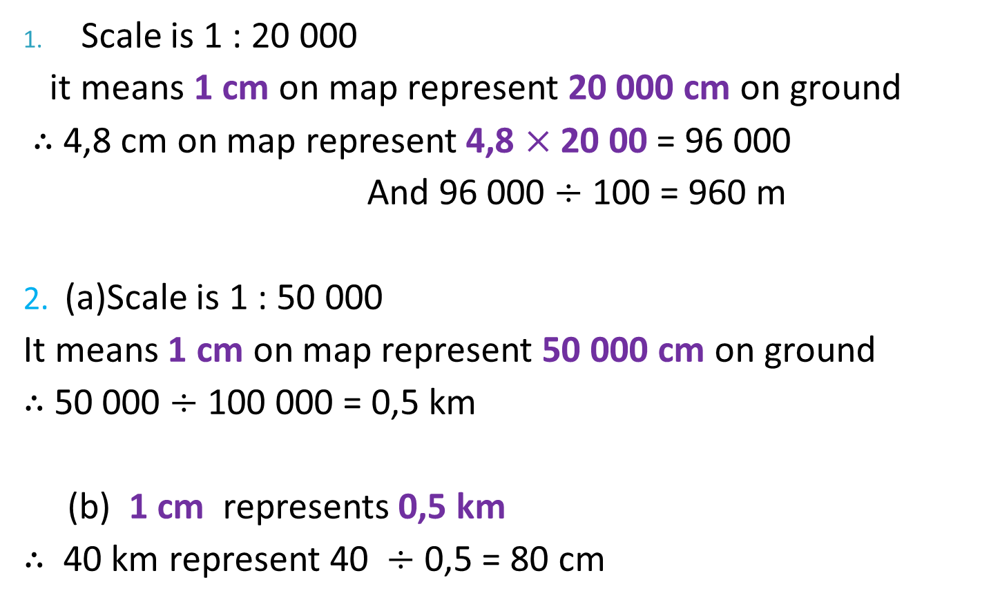 1. Scale is 1 : 20 000
it means 1 cm on map represent 20 000 cm on ground
∴ 4,8 cm on map represent 4,8 × 20 00 = 96 000
And 96 000 ÷ 100 = 960 m
2. (a)Scale is 1 : 50 000
It means 1 cm on map represent 50 000 cm on ground
∴ 50 000 ÷ 100 000 = 0,5 km
(b) 1 cm represents 0,5 km
∴ 40 km represent 40 ÷ 0,5 = 80 cm